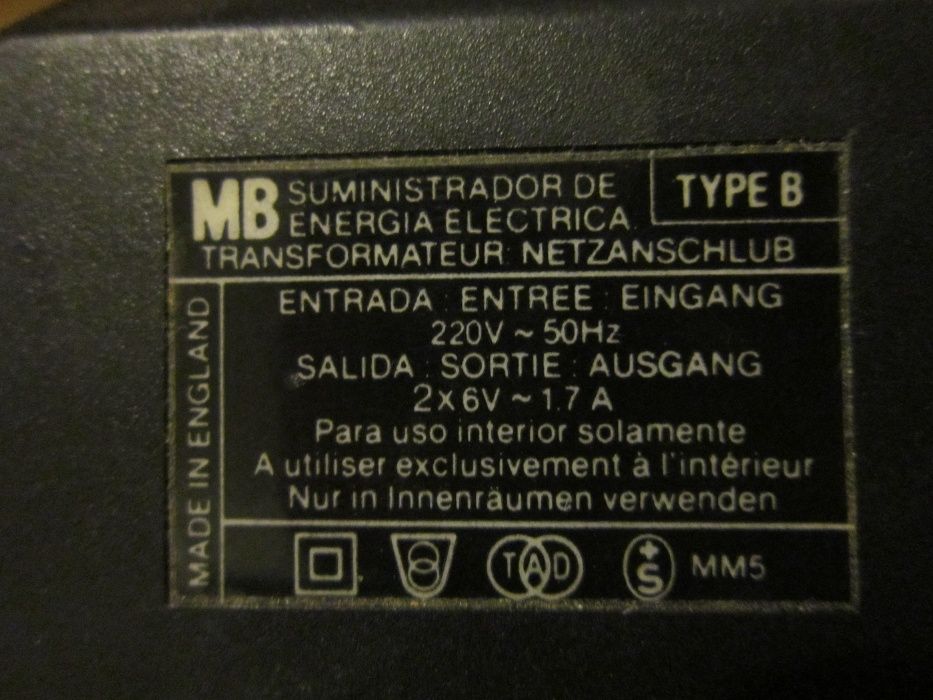 MB SUMINISTRADOR DE
ENERGIA ELECTRICA
TYPE B
TRANSFORMATEUR NETZANSCHLUB
MADE IN ENGLAND
ENTRADA : ENTREE : EINGANG
220V ~ 50Hz
SALIDA : SORTIE : AUSGANG
2x6V ~ 1.7 A
Para uso interior solamente
A utiliser exclusivement à l'intérieur
Nur in Innenräumen verwenden
TAD
+S
MM5